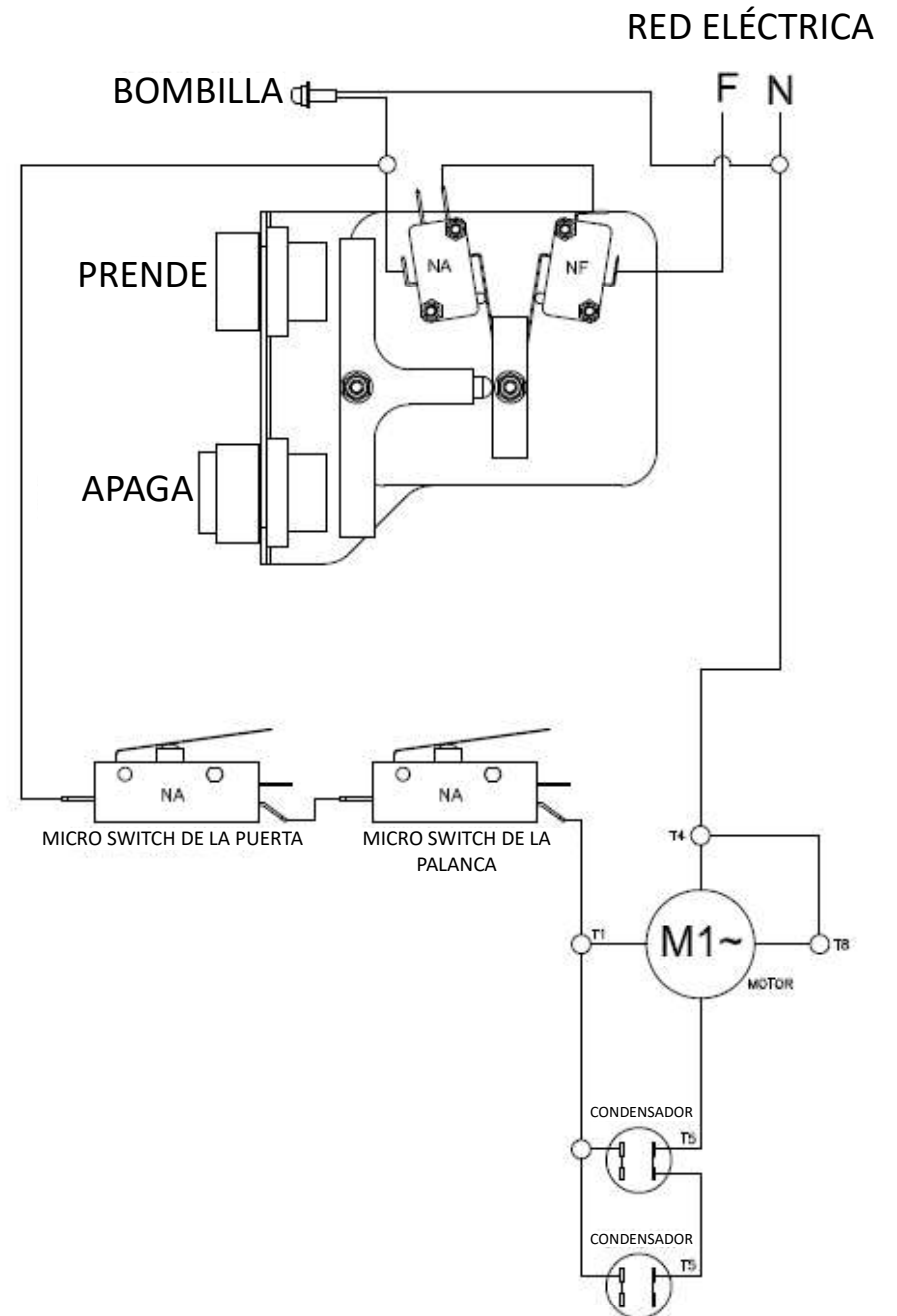 RED ELÉCTRICA
BOMBILLA
F N
PRENDE
NA
NF
APAGA
NA
NA
MICRO SWITCH DE LA PUERTA
MICRO SWITCH DE LA
PALANCA
T4
T1
M1~
T8
MOTOR
CONDENSADOR
T5
CONDENSADOR
T5